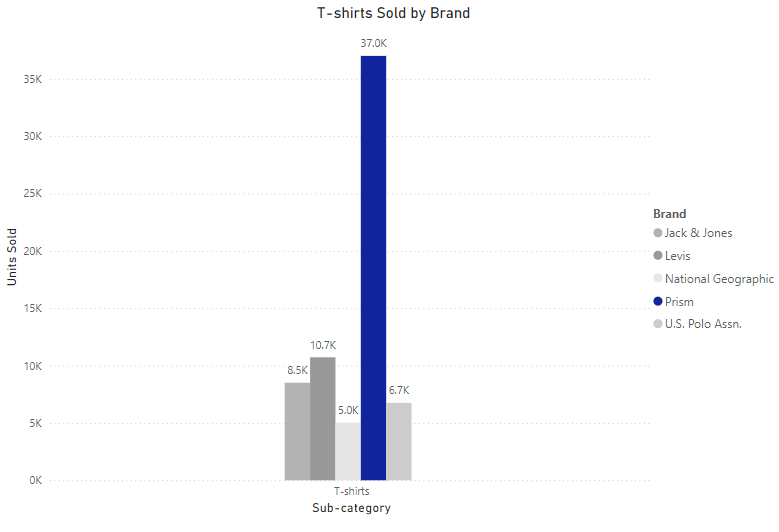 T-shirts Sold by Brand
37.0K
35K
30K
25K
20K
15K
10K
5K
0K
Units Sold
8.5K
10.7K
5.0K
6.7K
T-shirts
Sub-category
Brand
Jack & Jones
Levis
National Geographic
Prism
U.S. Polo Assn.